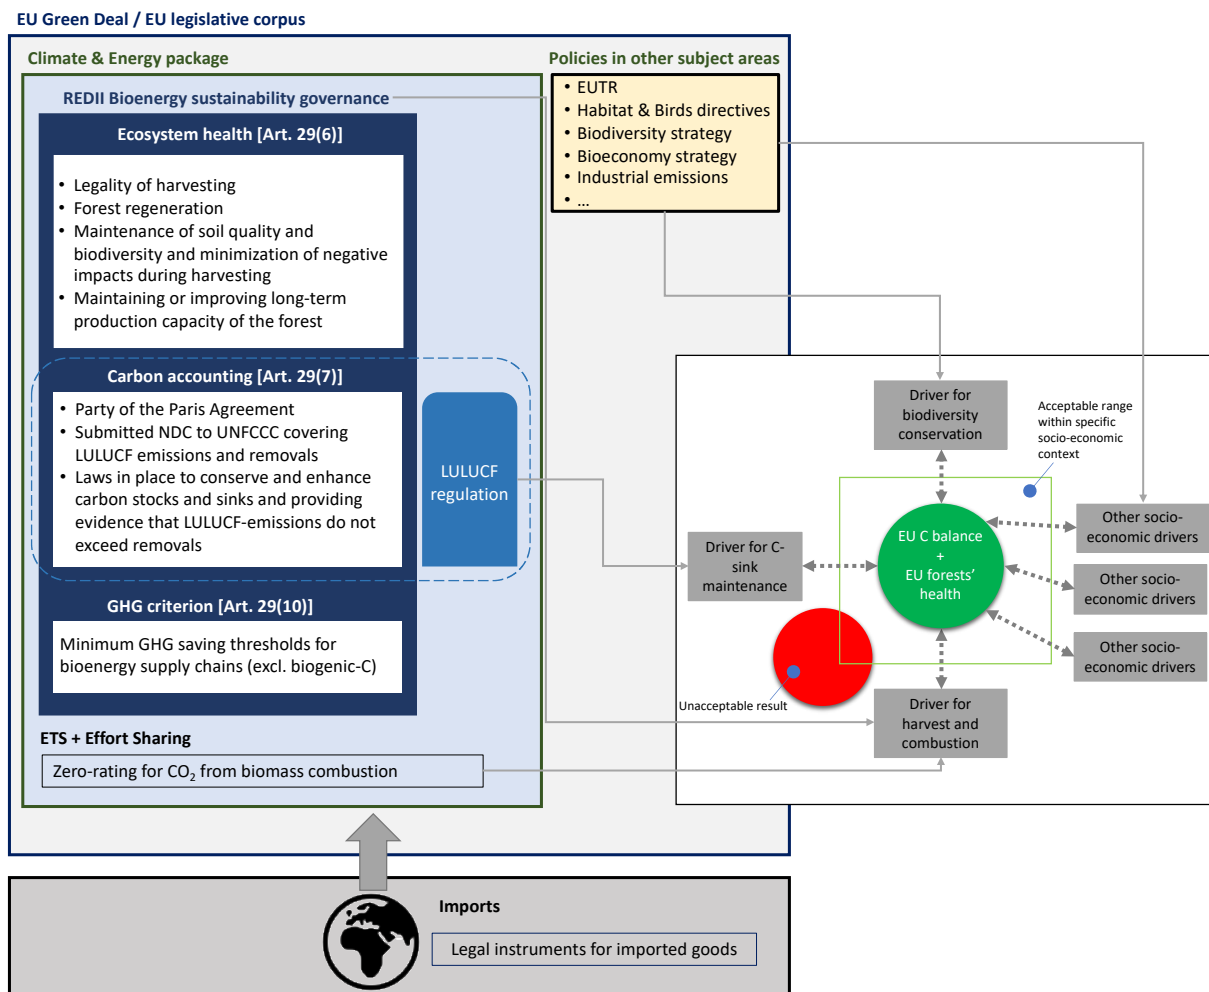 EU Green Deal / EU legislative corpus
Climate & Energy package
REDII Bioenergy sustainability governance
Ecosystem health [Art. 29(6)]
• Legality of harvesting
• Forest regeneration
• Maintenance of soil quality and
biodiversity and minimization of negative
impacts during harvesting
• Maintaining or improving long-term
production capacity of the forest
Carbon accounting [Art. 29(7)]
• Party of the Paris Agreement
• Submitted NDC to UNFCCC covering
LULUCF emissions and removals
• Laws in place to conserve and enhance
carbon stocks and sinks and providing
evidence that LULUCF-emissions do not
exceed removals
LULUCF
regulation
GHG criterion [Art. 29(10)]
Minimum GHG saving thresholds for
bioenergy supply chains (excl. biogenic-C)
ETS + Effort Sharing
Zero-rating for CO₂ from biomass combustion
Policies in other subject areas
• EUTR
• Habitat & Birds directives
• Biodiversity strategy
• Bioeconomy strategy
• Industrial emissions
• ...
Driver for
biodiversity
conservation
Acceptable range
within specific
socio-economic
context
Driver for C-
sink
maintenance
EU C balance
+
EU forests’
health
Other socio-
economic drivers
Other socio-
economic drivers
Other socio-
economic drivers
Unacceptable result
Driver for
harvest and
combustion
Imports
Legal instruments for imported goods